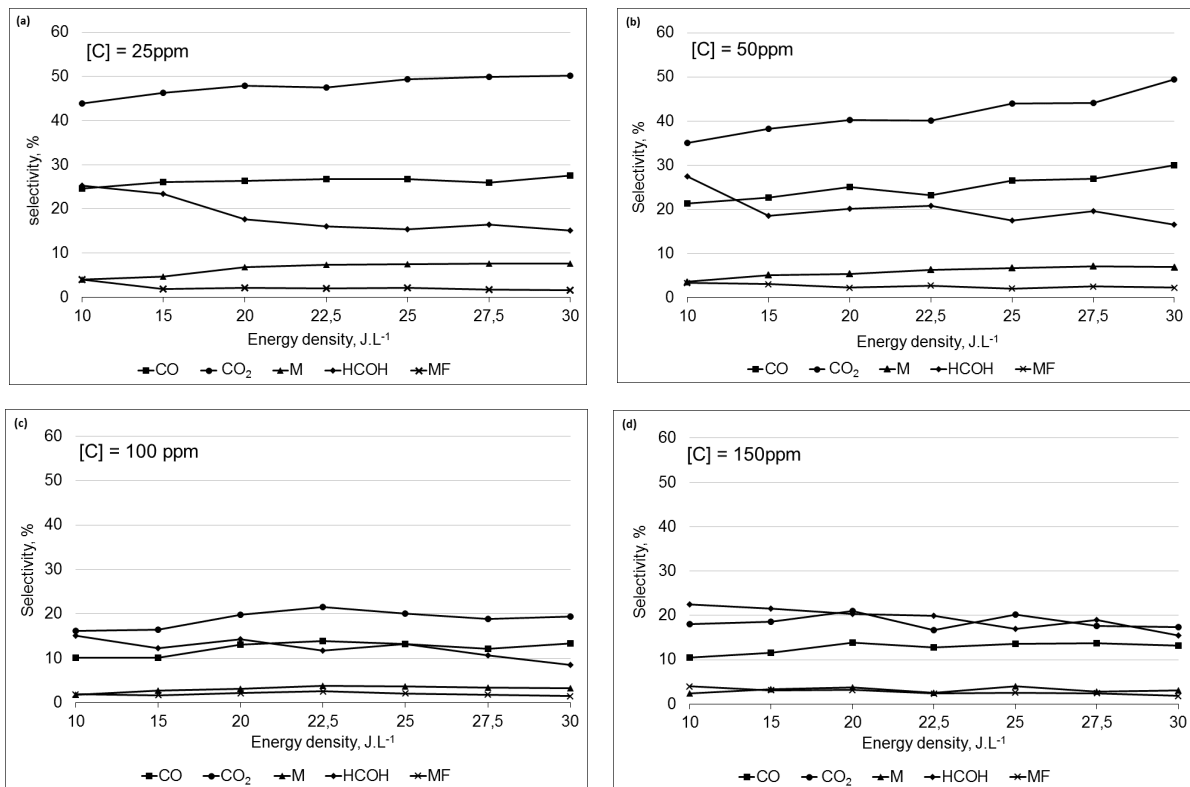 (a)
[C] = 25ppm
60
50
40
30
20
10
0
selectivity, %
10 15 20 22,5 25 27,5 30
Energy density, J.L⁻¹
CO CO₂ M HCOH MF
(b)
[C] = 50ppm
60
50
40
30
20
10
0
Selectivity, %
10 15 20 22,5 25 27,5 30
Energy density, J.L⁻¹
CO CO₂ M HCOH MF
(c)
[C] = 100 ppm
60
50
40
30
20
10
0
Selectivity, %
10 15 20 22,5 25 27,5 30
Energy density, J.L⁻¹
CO CO₂ M HCOH MF
(d)
[C] = 150ppm
60
50
40
30
20
10
0
Selectivity, %
10 15 20 22,5 25 27,5 30
Energy density, J.L⁻¹
CO CO₂ M HCOH MF